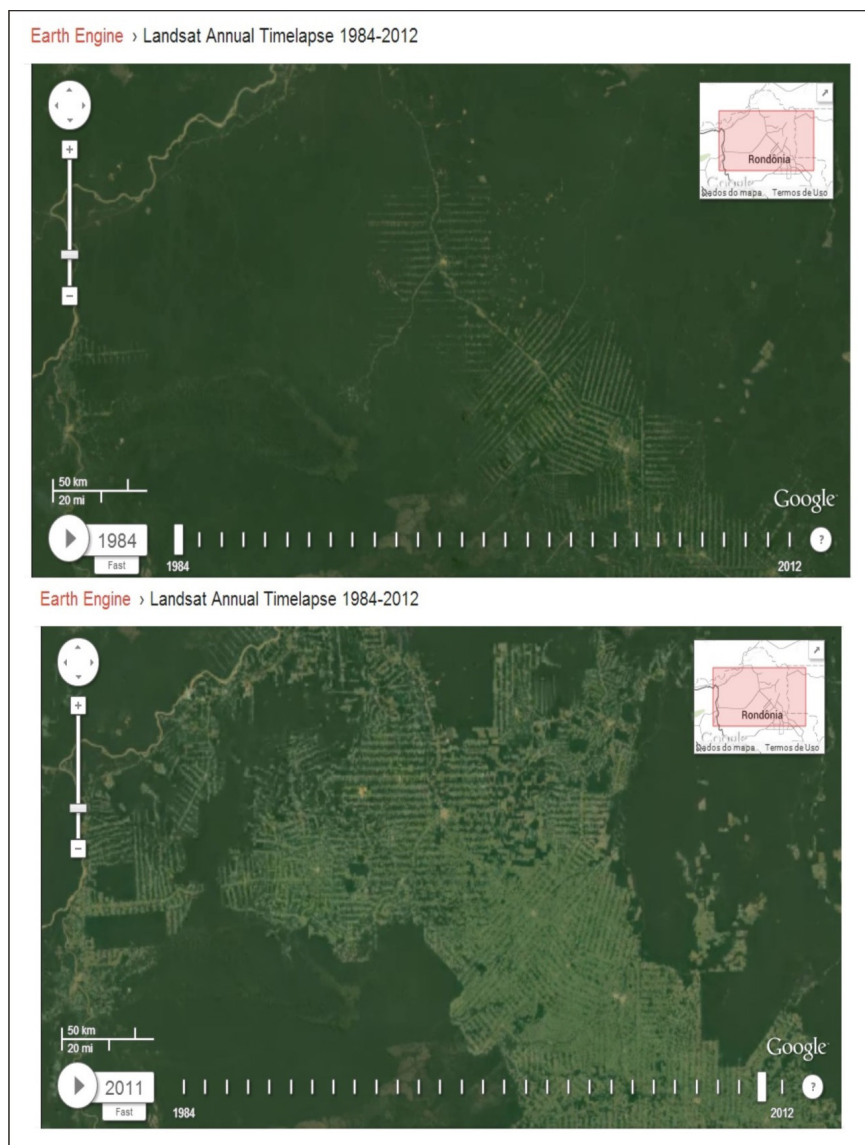 Earth Engine › Landsat Annual Timelapse 1984-2012
+
Rondônia
Google
Dados do mapa Termos de Uso
−
50 km
20 mi
Google
1984
Fast
1984
2012
?
Earth Engine › Landsat Annual Timelapse 1984-2012
+
Rondônia
Google
Dados do mapa Termos de Uso
−
50 km
20 mi
Google
2011
Fast
1984
2012
?